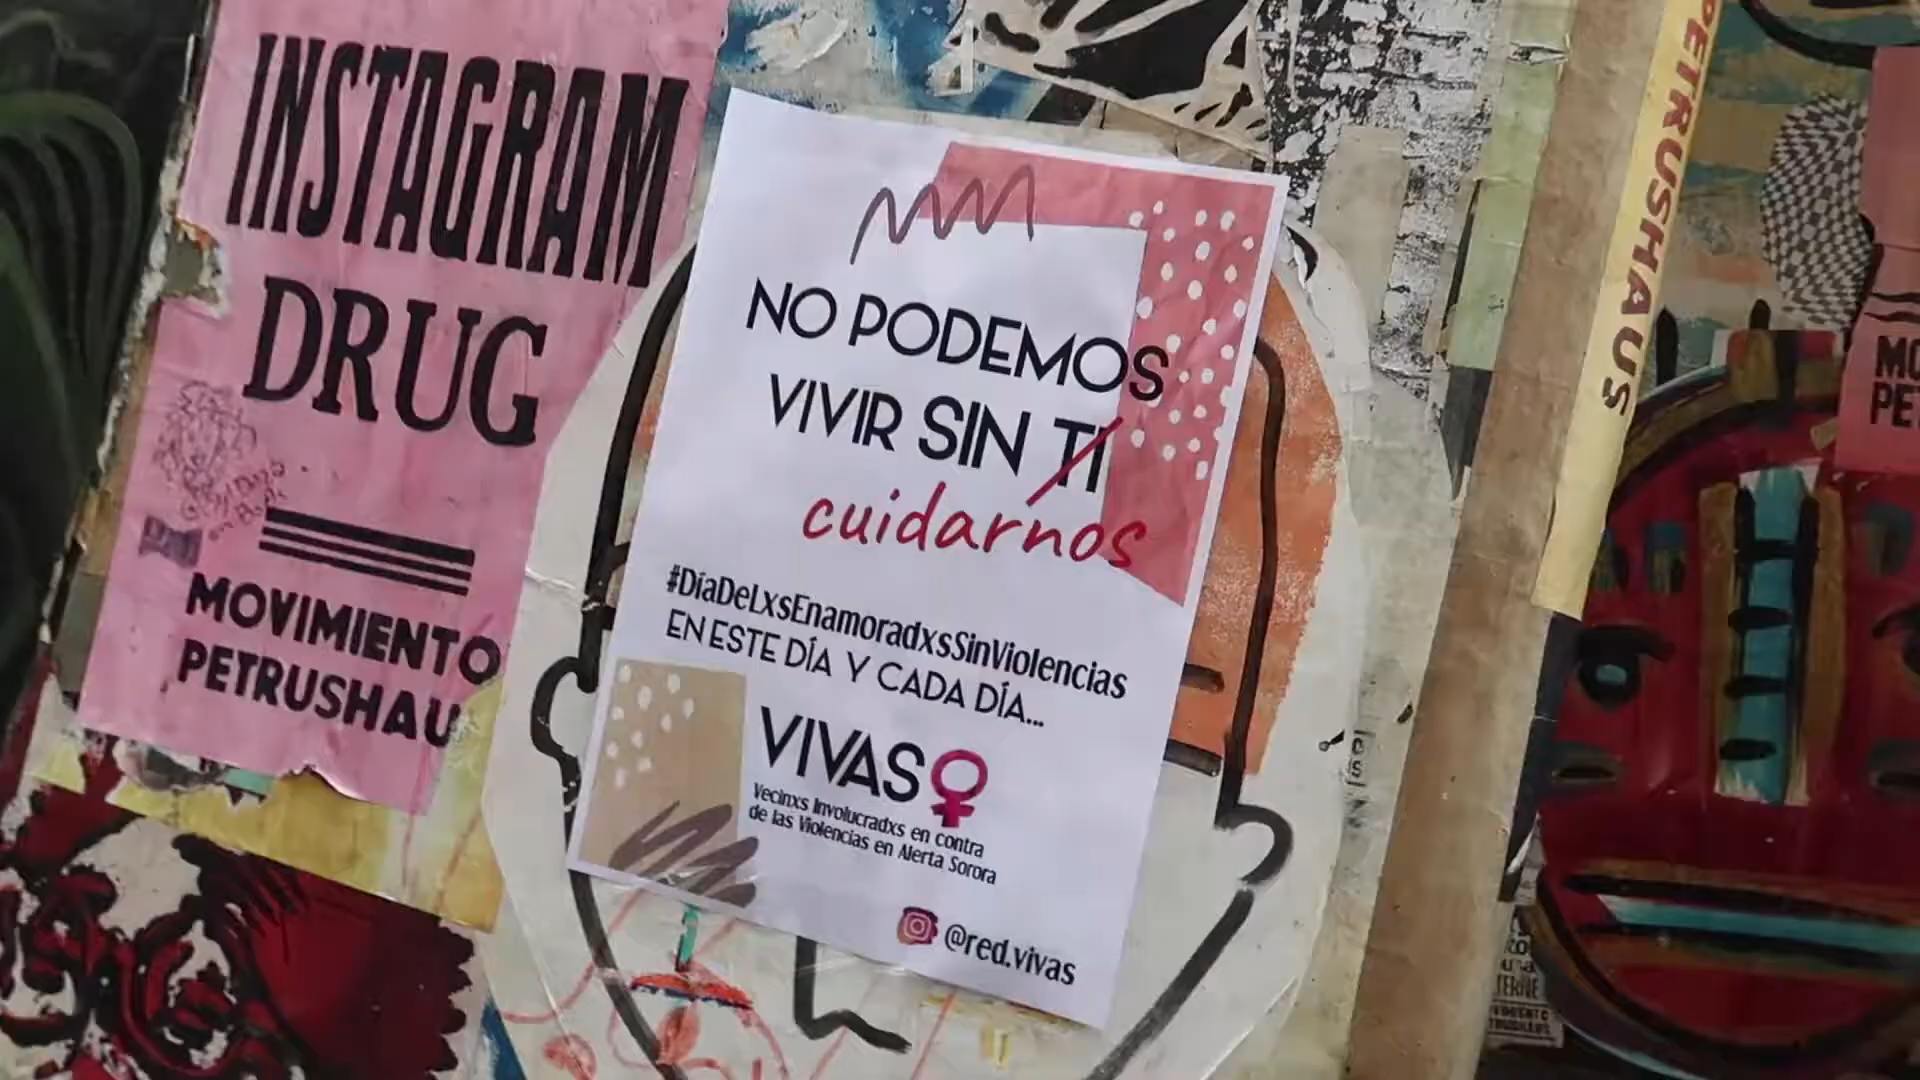 INSTAGRAM
DRUG
MOVIMIENTO
PETRUSHAU
NO PODEMOS
VIVIR SIN TI
cuidarnos
#DíaDeLxsEnamoradxsSinViolencias
EN ESTE DÍA Y CADA DÍA...
VIVAS
Vecinxs Involucradxs en contra
de las Violencias en Alerta Sorora
@red.vivas
PETRUSHAUS
MO
PE
TERNE